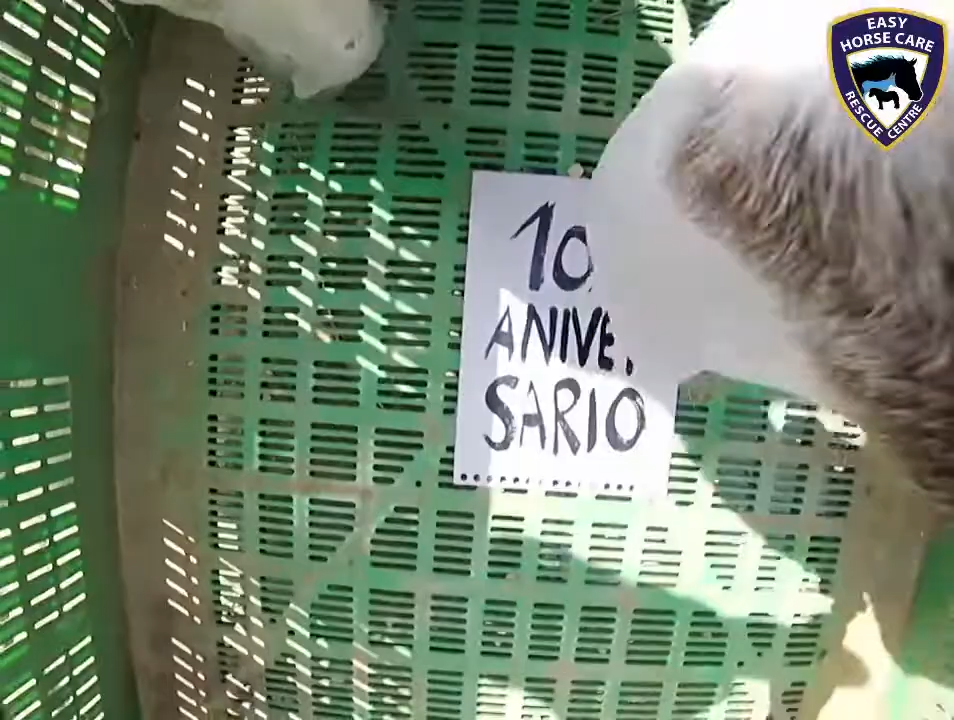 EASY
HORSE CARE
RESCUE CENTRE
10
ANIVE
SARIO